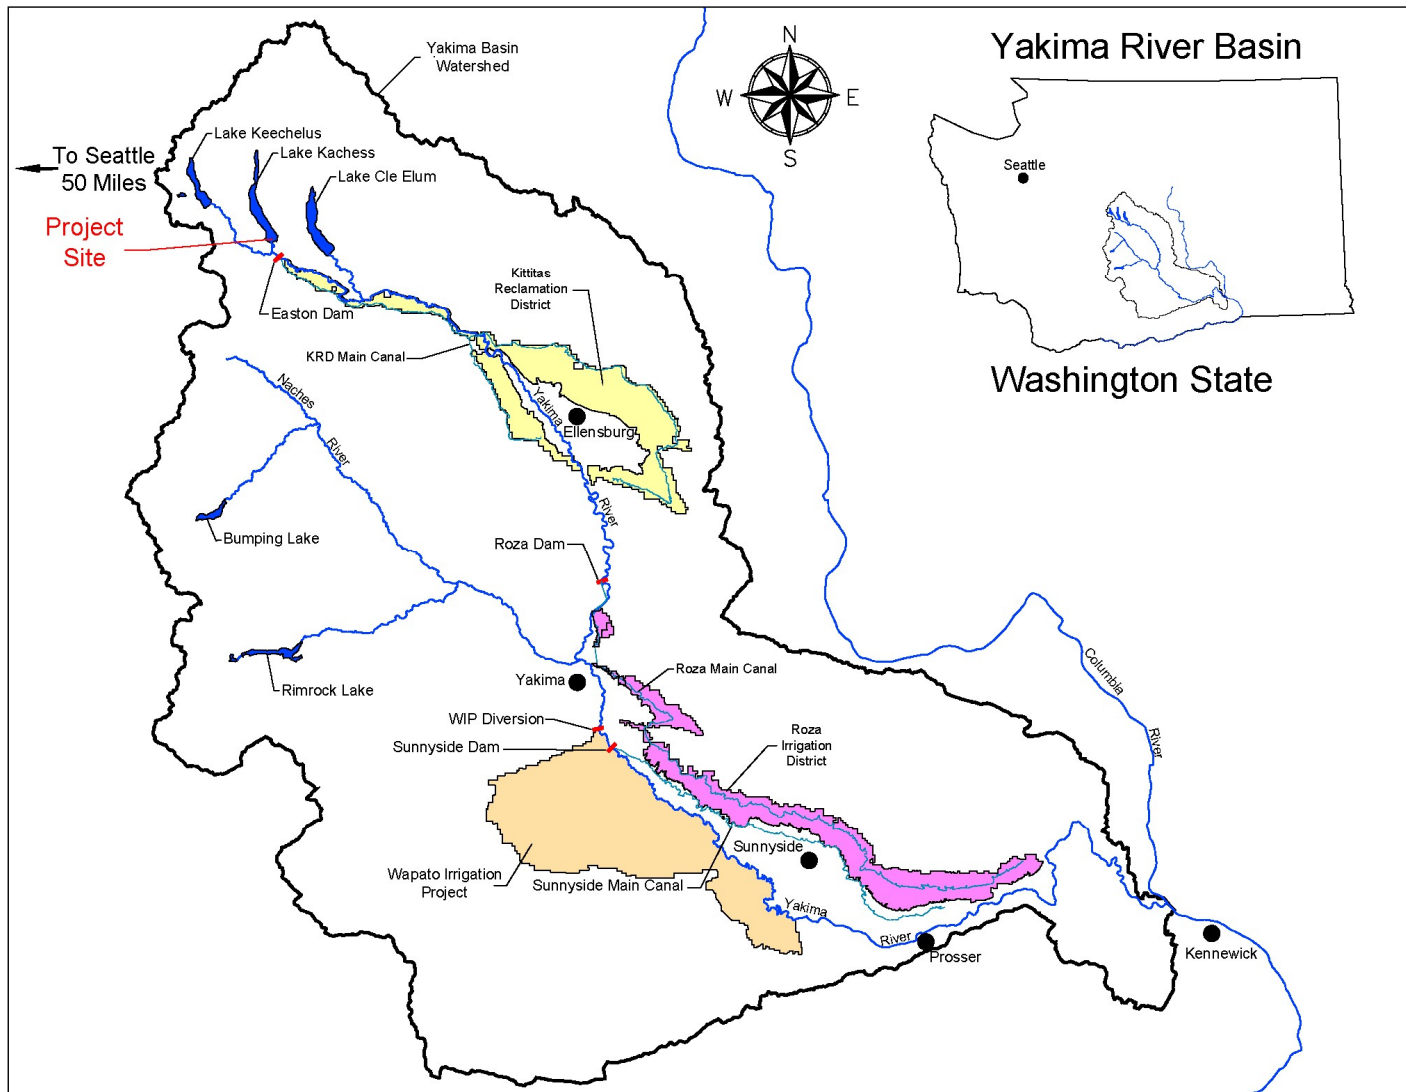 Yakima River Basin
N
W
E
S
Yakima Basin
Watershed
Lake Keechelus
Lake Kachess
Lake Cle Elum
To Seattle
50 Miles
Project
Site
Easton Dam
KRD Main Canal
Kittitas
Reclamation
District
Seattle
Washington State
Naches
River
Yakima
Ellensburg
River
Bumping Lake
Roza Dam
Rimrock Lake
Yakima
Roza Main Canal
WIP Diversion
Sunnyside Dam
Roza
Irrigation
District
Columbia
River
Sunnyside
Wapato Irrigation
Project
Sunnyside Main Canal
Yakima
River
Prosser
Kennewick